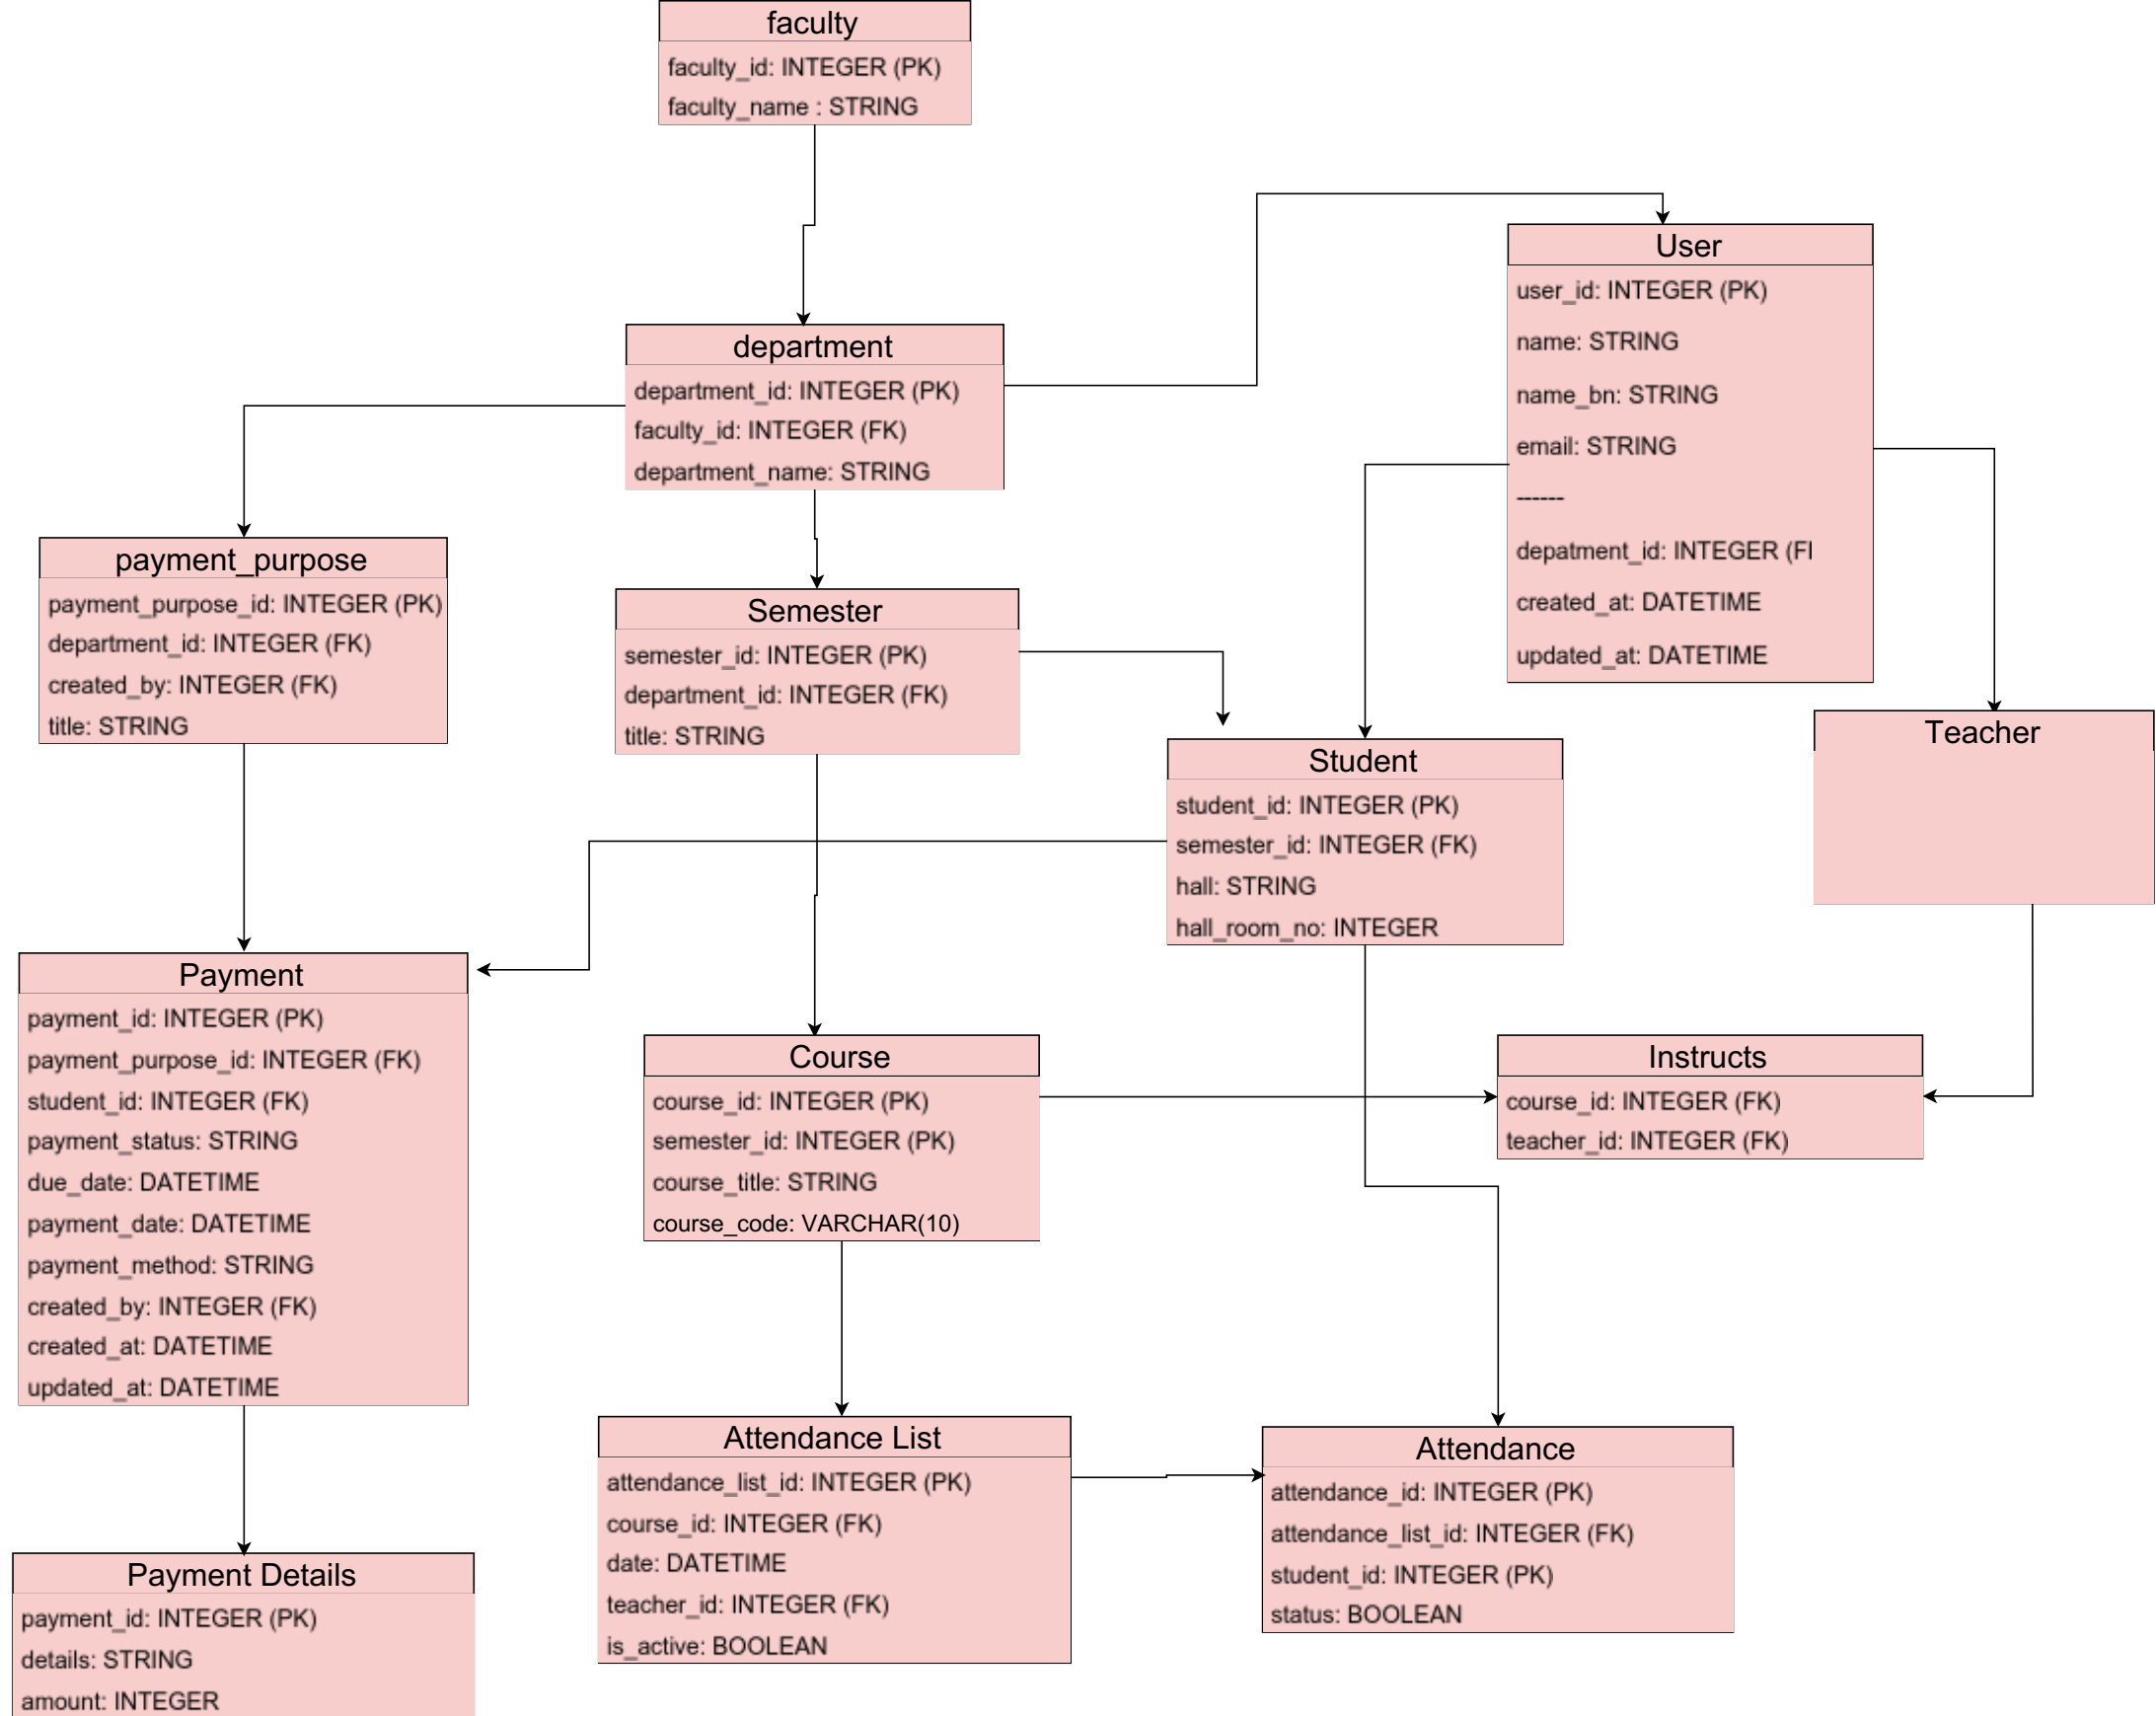 faculty
faculty_id: INTEGER (PK)
faculty_name : STRING
User
user_id: INTEGER (PK)
name: STRING
name_bn: STRING
email: STRING
------
depatment_id: INTEGER (FI
created_at: DATETIME
updated_at: DATETIME
department
department_id: INTEGER (PK)
faculty_id: INTEGER (FK)
department_name: STRING
payment_purpose
payment_purpose_id: INTEGER (PK)
department_id: INTEGER (FK)
created_by: INTEGER (FK)
title: STRING
Semester
semester_id: INTEGER (PK)
department_id: INTEGER (FK)
title: STRING
Student
student_id: INTEGER (PK)
semester_id: INTEGER (FK)
hall: STRING
hall_room_no: INTEGER
Teacher
Payment
payment_id: INTEGER (PK)
payment_purpose_id: INTEGER (FK)
student_id: INTEGER (FK)
payment_status: STRING
due_date: DATETIME
payment_date: DATETIME
payment_method: STRING
created_by: INTEGER (FK)
created_at: DATETIME
updated_at: DATETIME
Course
course_id: INTEGER (PK)
semester_id: INTEGER (PK)
course_title: STRING
course_code: VARCHAR(10)
Instructs
course_id: INTEGER (FK)
teacher_id: INTEGER (FK)
Attendance List
attendance_list_id: INTEGER (PK)
course_id: INTEGER (FK)
date: DATETIME
teacher_id: INTEGER (FK)
is_active: BOOLEAN
Attendance
attendance_id: INTEGER (PK)
attendance_list_id: INTEGER (FK)
student_id: INTEGER (PK)
status: BOOLEAN
Payment Details
payment_id: INTEGER (PK)
details: STRING
amount: INTEGER